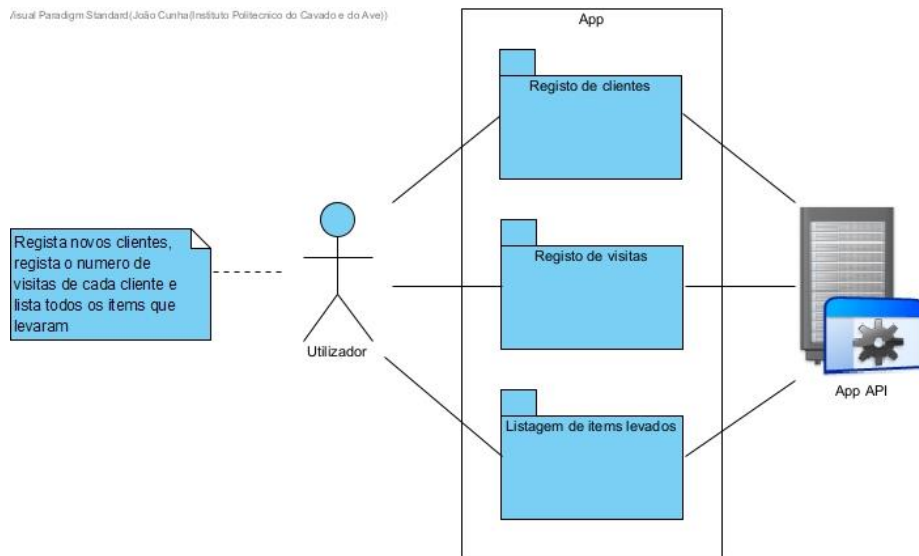 Visual Paradigm Standard(João Cunha(Instituto Politecnico do Cavado e do Ave))
App
Registo de clientes
Regista novos clientes,
regista o numero de
visitas de cada cliente e
lista todos os items que
levaram
Utilizador
Registo de visitas
Listagem de items levados
App API